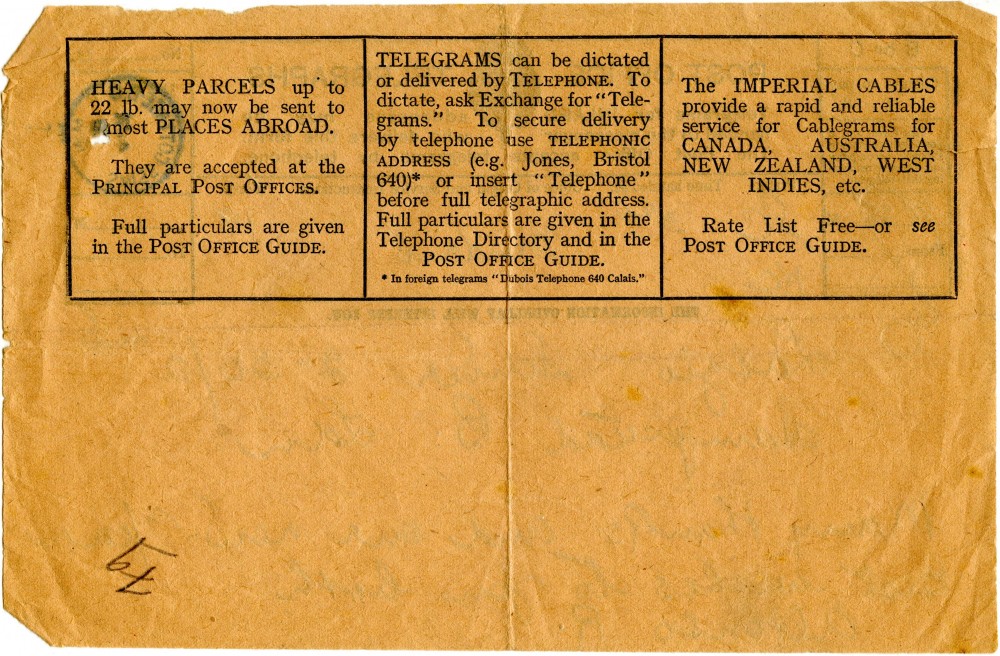 HEAVY PARCELS up to
22 lb. may now be sent to
most PLACES ABROAD.
They are accepted at the
PRINCIPAL POST OFFICES.
Full particulars are given
in the POST OFFICE GUIDE.
TELEGRAMS can be dictated
or delivered by TELEPHONE. To
dictate, ask Exchange for "Tele-
grams." To secure delivery
by telephone use TELEPHONIC
ADDRESS (e.g. Jones, Bristol
640)* or insert "Telephone"
before full telegraphic address.
Full particulars are given in the
Telephone Directory and in the
POST OFFICE GUIDE.
* In foreign telegrams "Dubois Telephone 640 Calais."
The IMPERIAL CABLES
provide a rapid and reliable
service for Cablegrams for
CANADA, AUSTRALIA,
NEW ZEALAND, WEST
INDIES, etc.
Rate List Free—or see
POST OFFICE GUIDE.